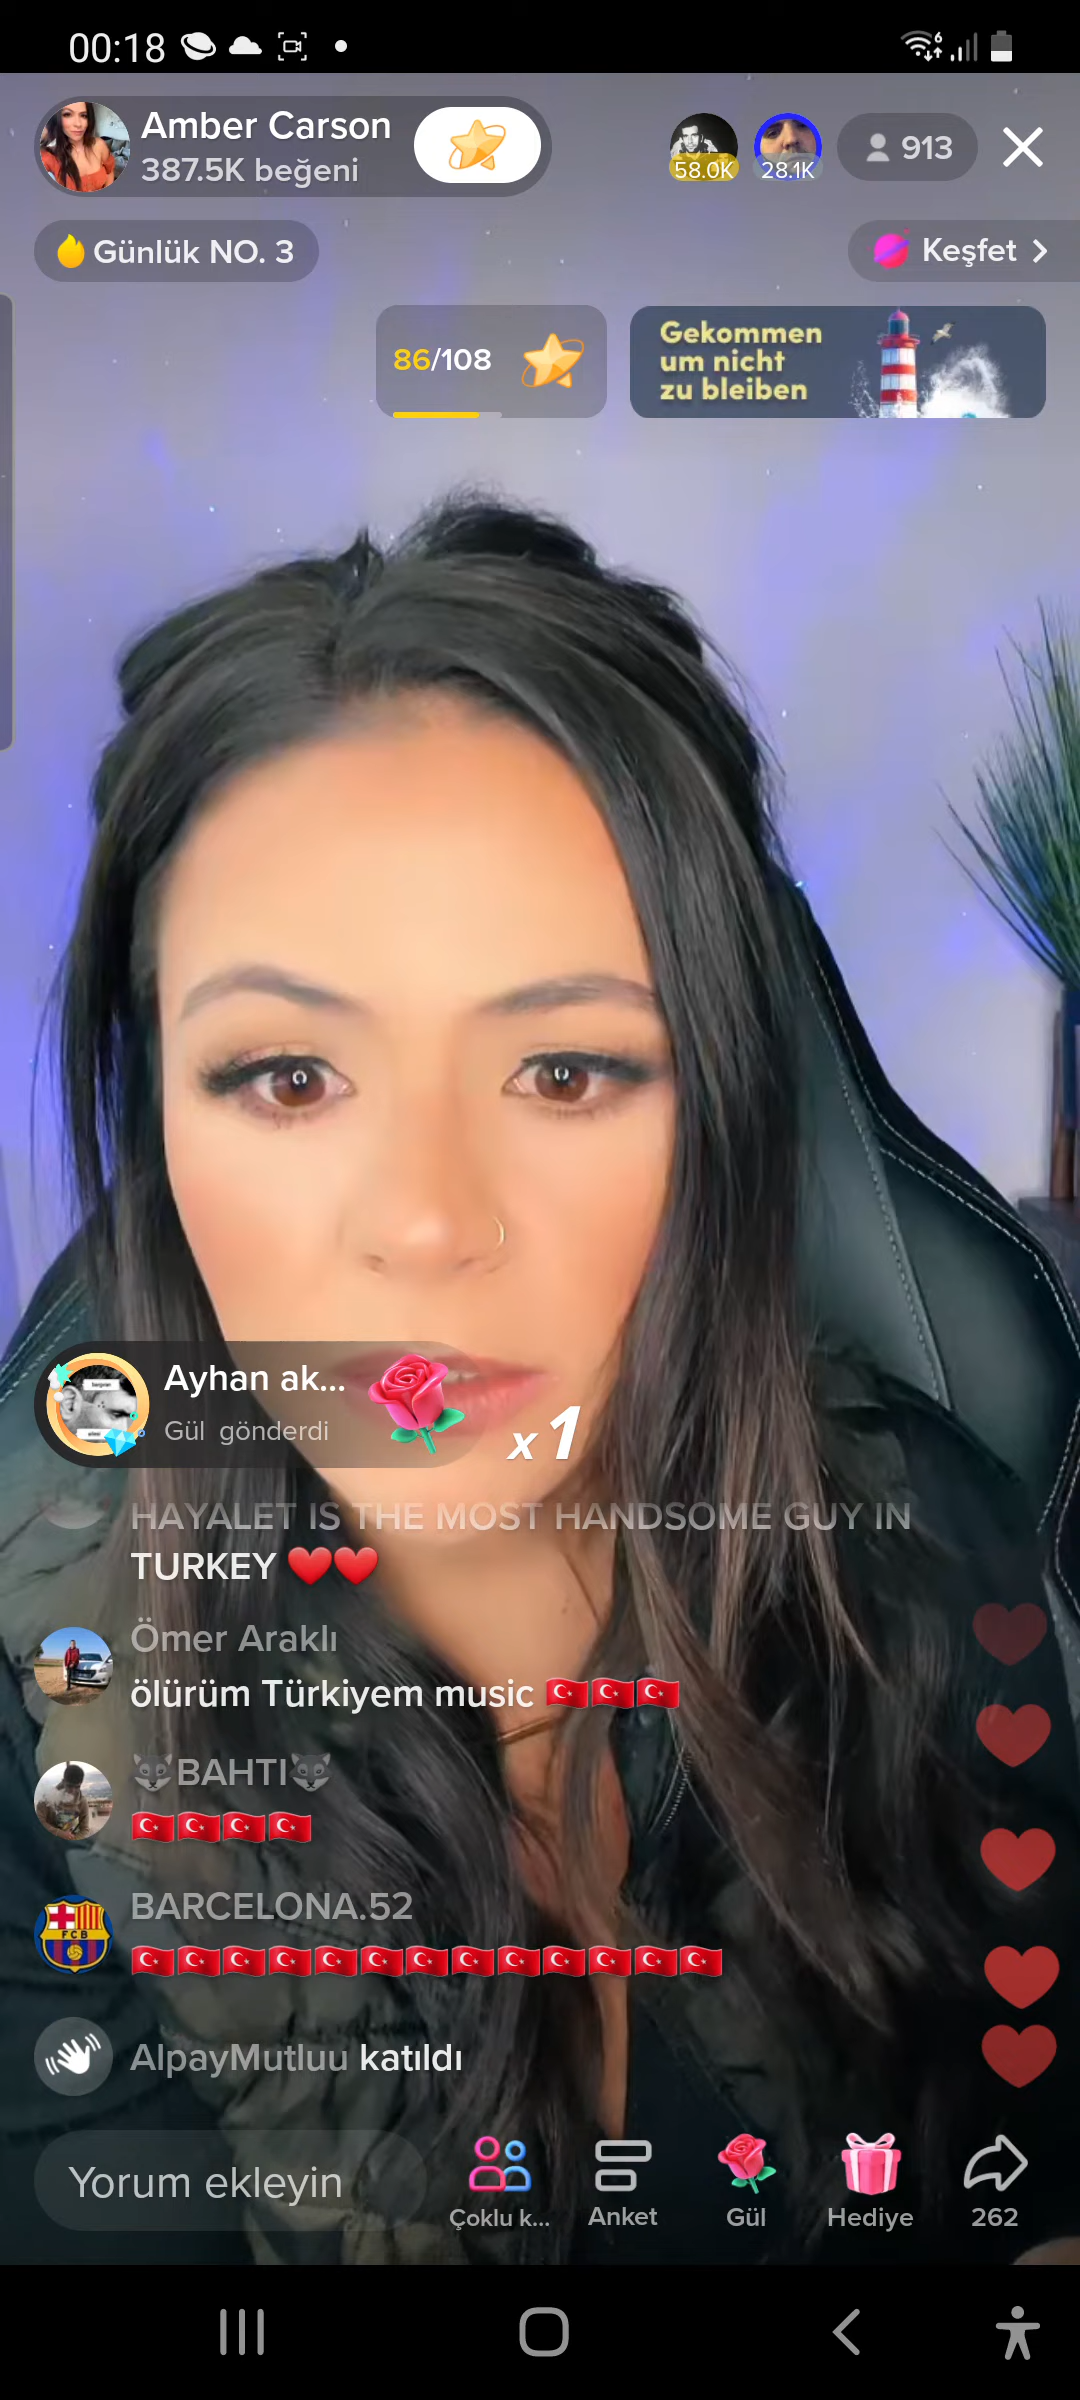 00:18
Amber Carson
387.5K beğeni
58.0K
28.1K
913
Günlük NO. 3
Keşfet
86/108
Gekommen
um nicht
zu bleiben
Ayhan ak...
Gül gönderdi
x1
HAYALET IS THE MOST HANDSOME GUY IN
TURKEY ❤️❤️
Ömer Araklı
ölürüm Türkiyem music 🇹🇷🇹🇷🇹🇷
🐺BAHTI🐺
🇹🇷🇹🇷🇹🇷🇹🇷
BARCELONA.52
🇹🇷🇹🇷🇹🇷🇹🇷🇹🇷🇹🇷🇹🇷🇹🇷🇹🇷🇹🇷🇹🇷🇹🇷🇹🇷
AlpayMutluu katıldı
Yorum ekleyin
Çoklu k...
Anket
Gül
Hediye
262